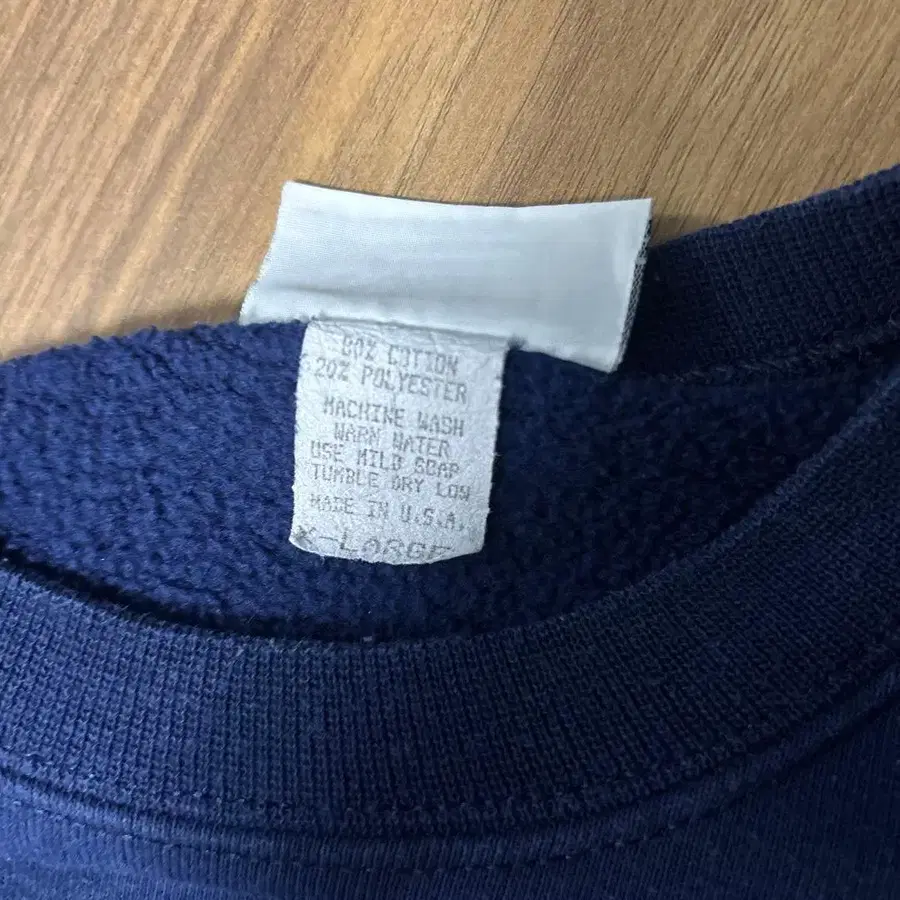 80% COTTON
20% POLYESTER
MACHINE WASH
WARM WATER
USE MILD SOAP
TUMBLE DRY LOW
MADE IN U.S.A.
X-LARGE